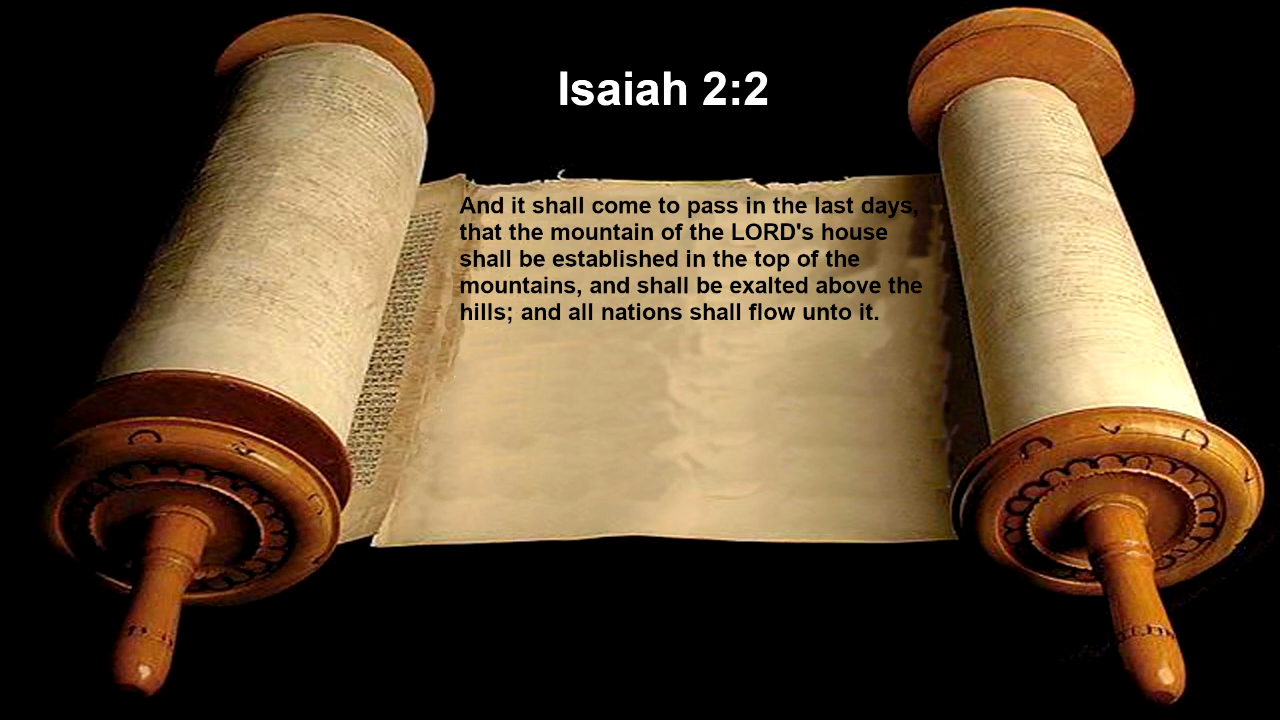 Isaiah 2:2
And it shall come to pass in the last days,
that the mountain of the LORD's house
shall be established in the top of the
mountains, and shall be exalted above the
hills; and all nations shall flow unto it.